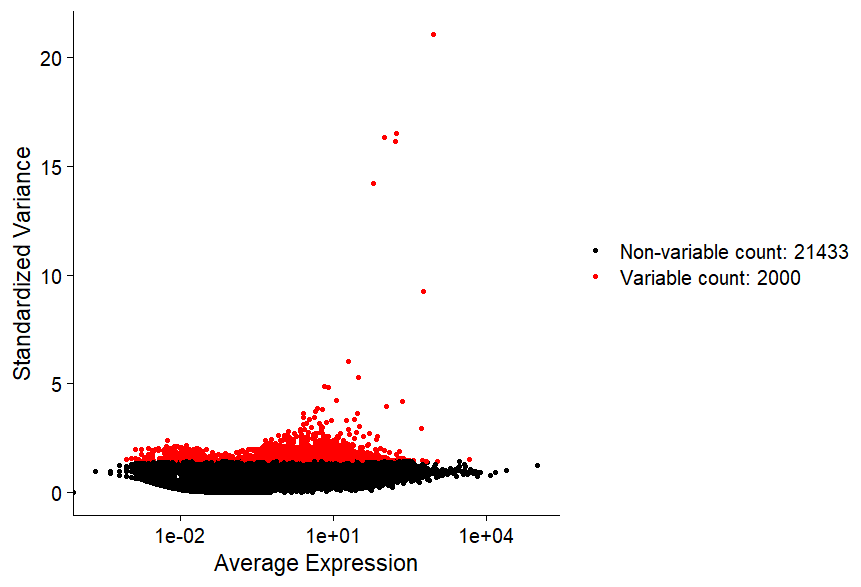 20
15
10
5
0
Standardized Variance
1e-02
1e+01
1e+04
Average Expression
Non-variable count: 21433
Variable count: 2000